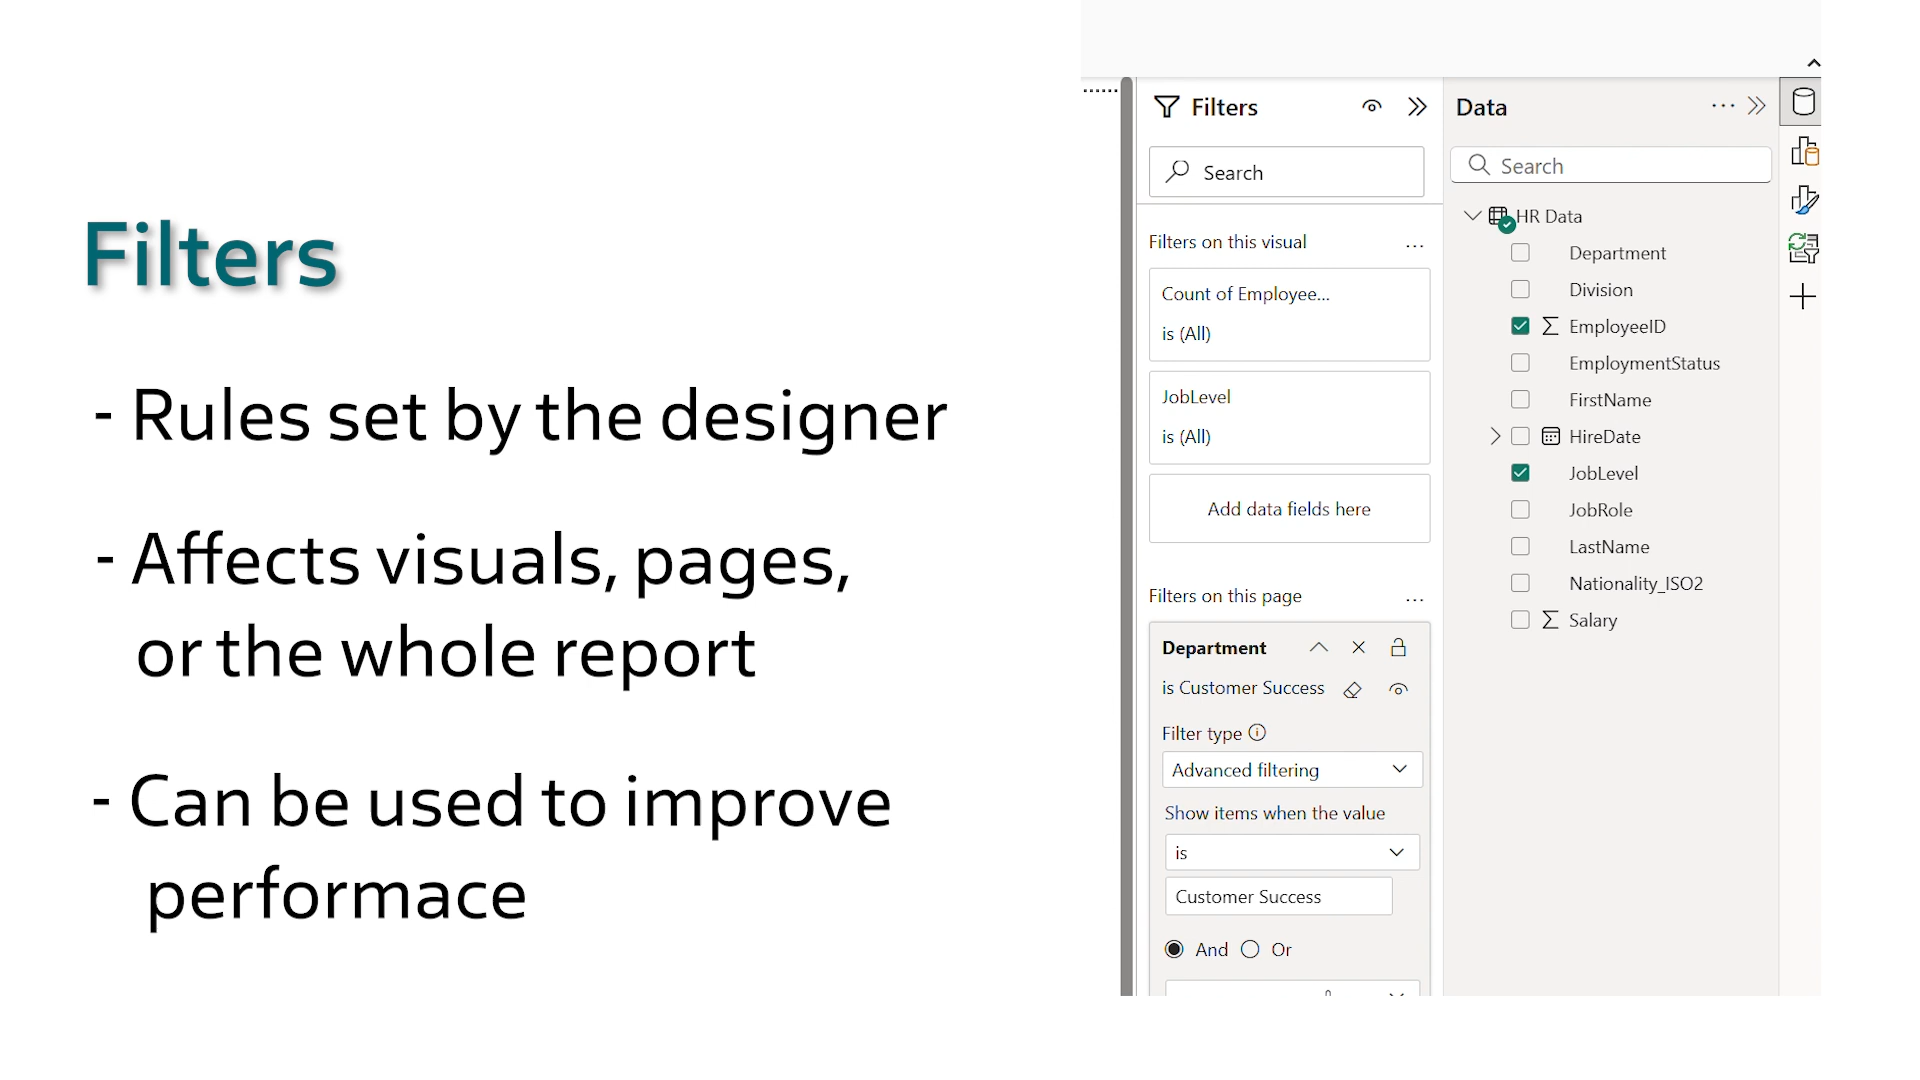 Filters
- Rules set by the designer
- Affects visuals, pages,
or the whole report
- Can be used to improve
performace
Filters
Search
Filters on this visual
Count of Employee...
is (All)
JobLevel
is (All)
Add data fields here
Filters on this page
Department
is Customer Success
Filter type
Advanced filtering
Show items when the value
is
Customer Success
And Or
Data
Search
HR Data
Department
Division
EmployeeID
EmploymentStatus
FirstName
HireDate
JobLevel
JobRole
LastName
Nationality_ISO2
Salary